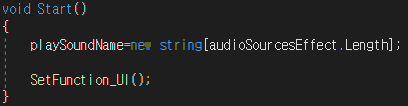 void Start()
{
playSoundName=new string[audioSourcesEffect.Length];
SetFunction_UI();
}